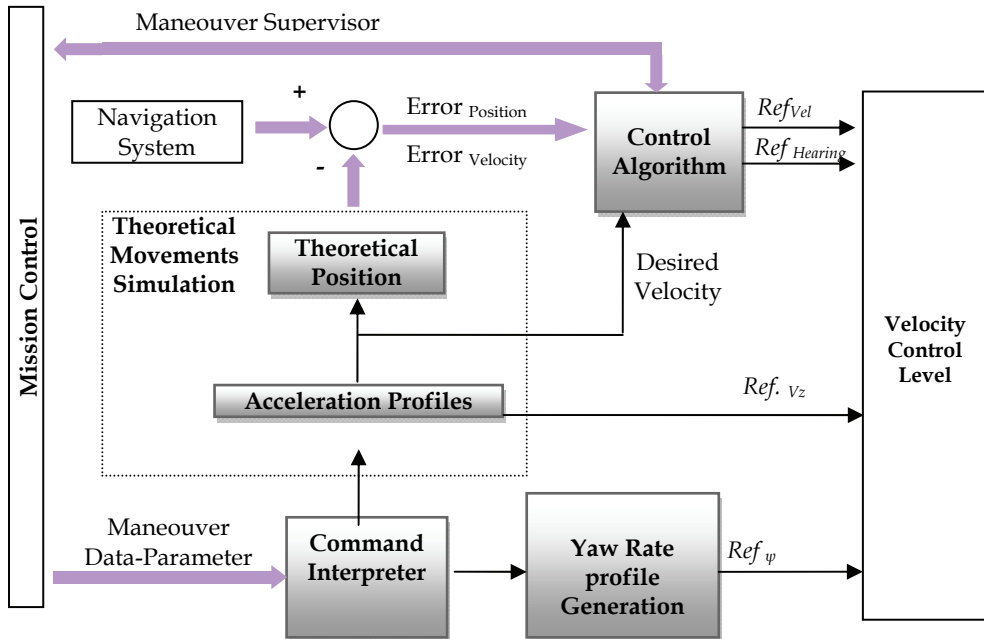 Maneouver Supervisor
Mission Control
+
Navigation
System
-
Error Position
Error Velocity
Control
Algorithm
RefVel
Ref Hearing
Theoretical
Movements
Simulation
Theoretical
Position
Desired
Velocity
Velocity
Control
Level
Acceleration Profiles
Ref. Vz
Maneouver
Data-Parameter
Command
Interpreter
Yaw Rate
profile
Generation
Ref ψ